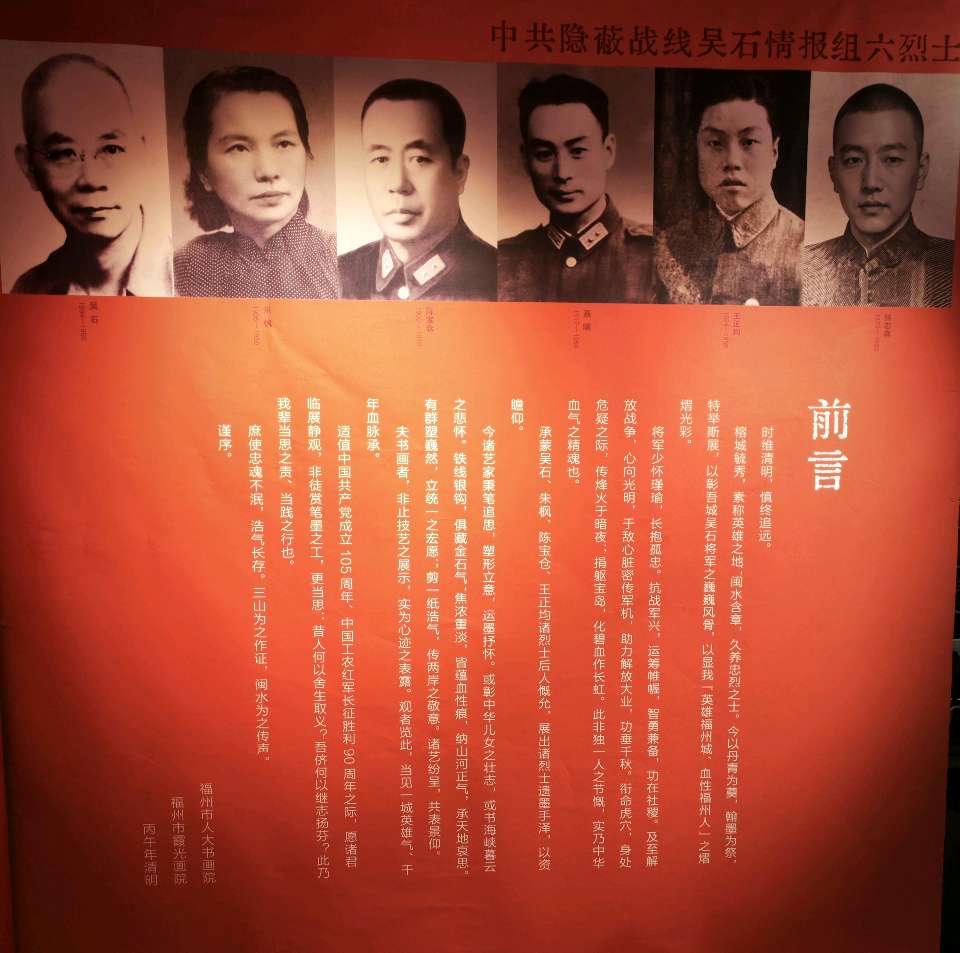 中共隐蔽战线吴石情报组六烈士
吴石
1894—1950
朱枫
1905—1950
陈宝仓
1900—1950
聂曦
王正均
前言
时维清明，慎终追远。
榕城毓秀，素称英雄之地，闽水含章，久养忠烈之士。今以丹青为奠，翰墨为祭，
特举斯展，以彰吾城吴石将军之巍巍风骨，以显我「英雄福州城、血性福州人」之熠
熠光彩。
将军少怀瑾瑜，长抱孤忠。抗战军兴，运筹帷幄，智勇兼备，功在社稷。及至解
放战争，心向光明，于敌心脏密传军机，助力解放大业，功垂千秋。衔命虎穴，身处
危疑之际，传烽火于暗夜；捐躯宝岛，化碧血作长虹。此非独一人之节慨，实乃中华
血气之精魂也。
承蒙吴石、朱枫、陈宝仓、王正均诸烈士后人慨允，展出诸烈士遗墨手泽，以资
瞻仰。
今诸艺家秉笔追思，塑形立意，运墨抒怀。或彰中华儿女之壮志，或书海峡暮云
之悲怀。铁线银钩，俱藏金石气；焦浓重淡，皆蕴血性痕，纳山河正气，承天地哀思。
有群塑巍然，立统一之宏愿；剪一纸浩气，传两岸之敬意。诸艺纷呈，共表景仰。
夫书画者，非止技艺之展示，实为心迹之表露。观者览此，当见一城英雄气、千
年血脉承。
适值中国共产党成立 105 周年、中国工农红军长征胜利 90 周年之际，愿诸君
临展静观，非徒赏笔墨之工，更当思：昔人何以舍生取义？吾侪何以继志扬芬？此乃
我辈当思之责、当践之行也。
庶使忠魂不泯，浩气长存。三山为之作证，闽水为之传声。
谨序。
福州市人大书画院
福州市霞光画院
丙午年清明